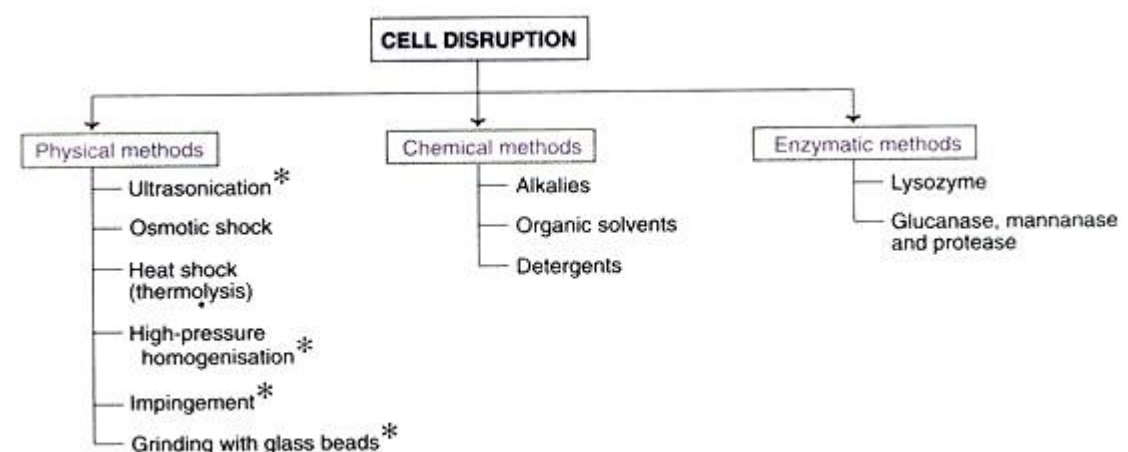 CELL DISRUPTION
Physical methods
Ultrasonication*
Osmotic shock
Heat shock
(thermolysis)
High-pressure
homogenisation*
Impingement*
Grinding with glass beads*
Chemical methods
Alkalies
Organic solvents
Detergents
Enzymatic methods
Lysozyme
Glucanase, mannanase
and protease